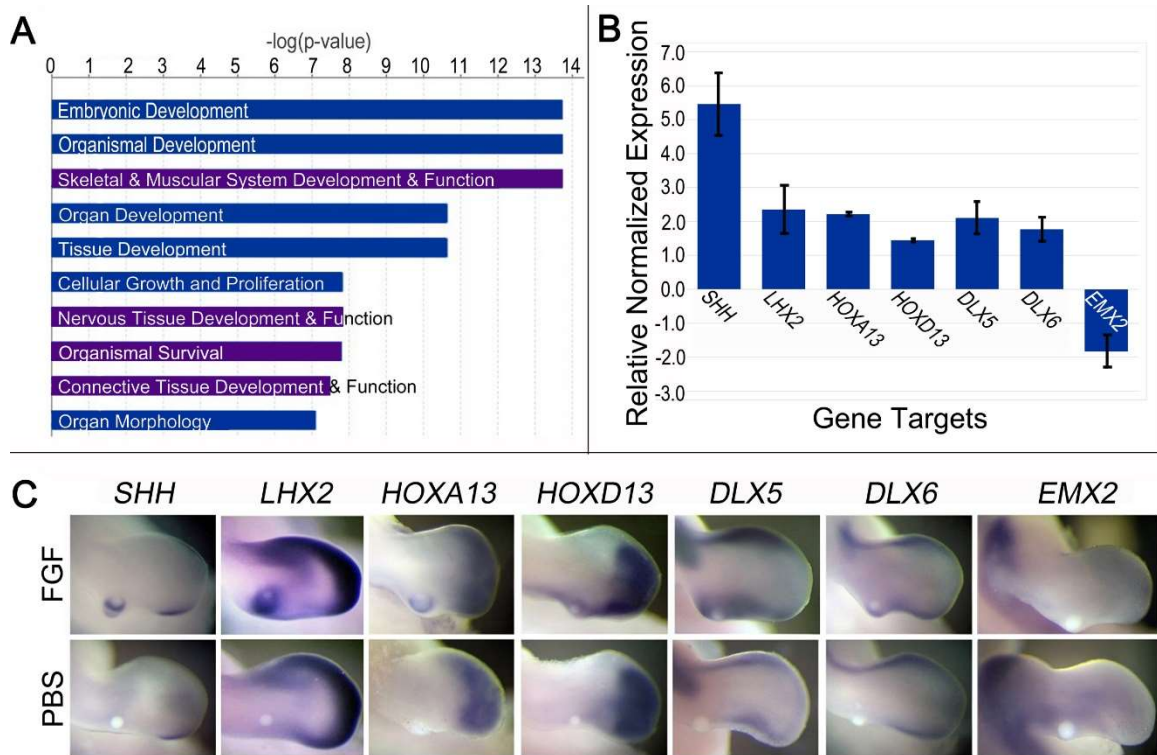 A
-log(p-value)
0 1 2 3 4 5 6 7 8 9 10 11 12 13 14
Embryonic Development
Organismal Development
Skeletal & Muscular System Development & Function
Organ Development
Tissue Development
Cellular Growth and Proliferation
Nervous Tissue Development & Function
Organismal Survival
Connective Tissue Development & Function
Organ Morphology
B
Relative Normalized Expression
7.0
6.0
5.0
4.0
3.0
2.0
1.0
0.0
-1.0
-2.0
-3.0
SHH
LHX2
HOXA13
HOXD13
DLX5
DLX6
EMX2
Gene Targets
C
SHH LHX2 HOXA13 HOXD13 DLX5 DLX6 EMX2
FGF
PBS